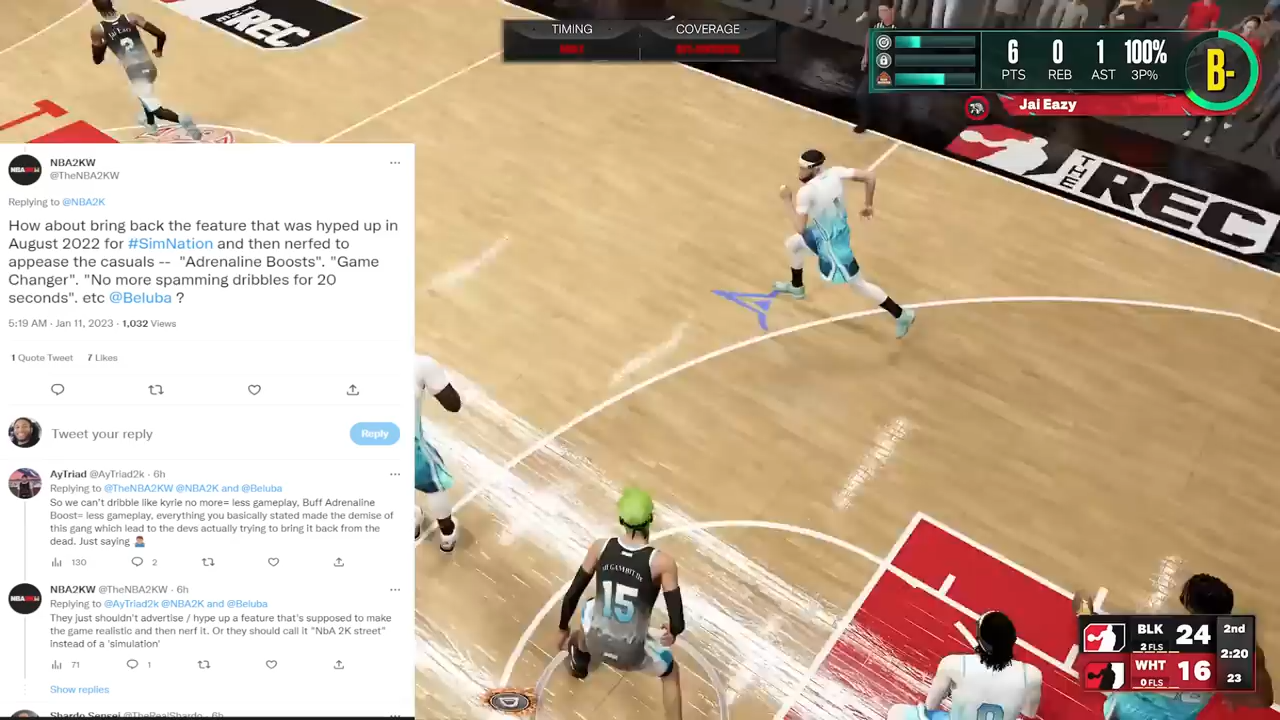 TIMING
COVERAGE
6
0
1
100%
PTS
REB
AST
3P%
B-
Jai Eazy
THE REC
THE REC
NBA2KW
@TheNBA2KW
Replying to @NBA2K
How about bring back the feature that was hyped up in
August 2022 for #SimNation and then nerfed to
appease the casuals -- "Adrenaline Boosts". "Game
Changer". "No more spamming dribbles for 20
seconds". etc @Beluba ?
5:19 AM · Jan 11, 2023 · 1,032 Views
1 Quote Tweet 7 Likes
Tweet your reply
Reply
AyTriad @AyTriad2k · 6h
Replying to @TheNBA2KW @NBA2K and @Beluba
So we can't dribble like kyrie no more= less gameplay, Buff Adrenaline
Boost= less gameplay, everything you basically stated made the demise of
this gang which lead to the devs actually trying to bring it back from the
dead. Just saying
130
2
NBA2KW @TheNBA2KW · 6h
Replying to @AyTriad2k @NBA2K and @Beluba
They just shouldn't advertise / hype up a feature that's supposed to make
the game realistic and then nerf it. Or they should call it "NbA 2K street"
instead of a 'simulation'
71
1
Show replies
Shardo Sensei @TheRealShardo · 6h
15
BLK
24
2 FLS
WHT
16
0 FLS
2nd
2:20
23